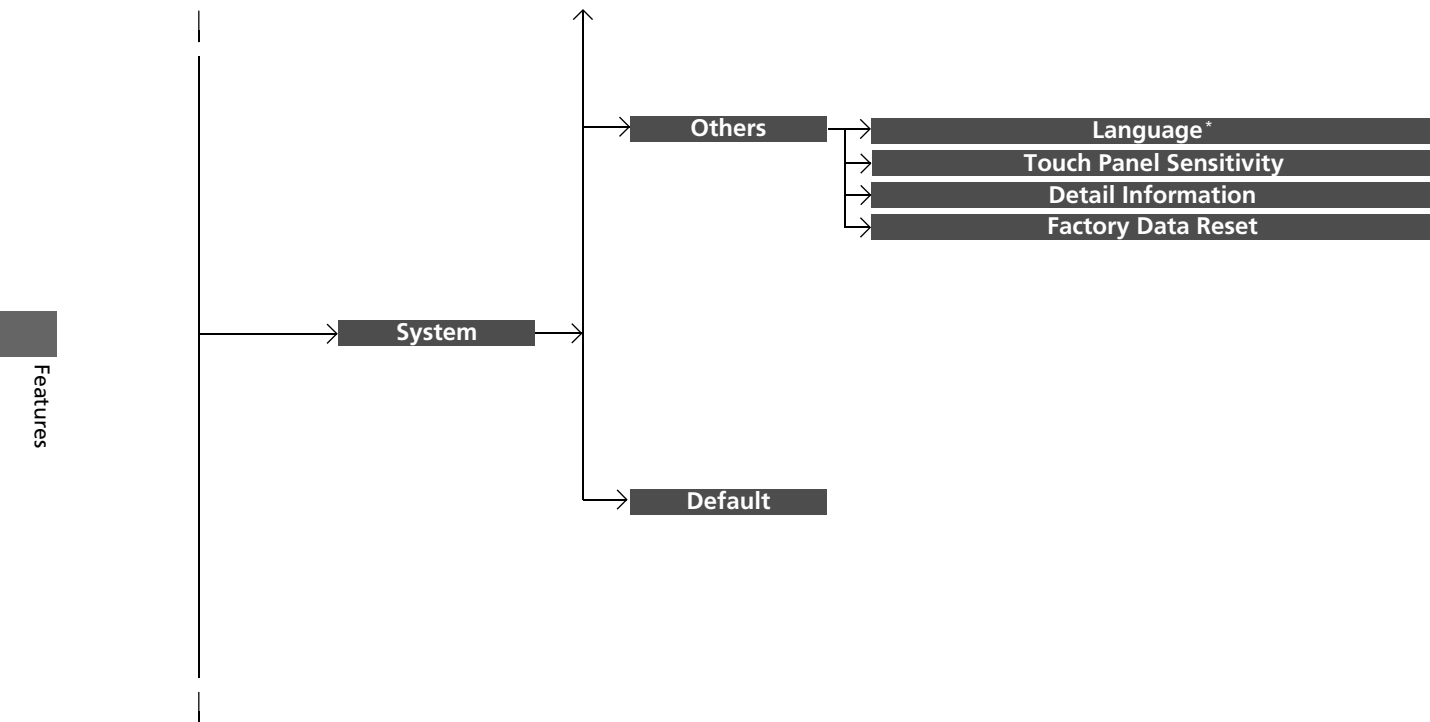 Others
Language*
Touch Panel Sensitivity
Detail Information
Factory Data Reset
System
Features
Default